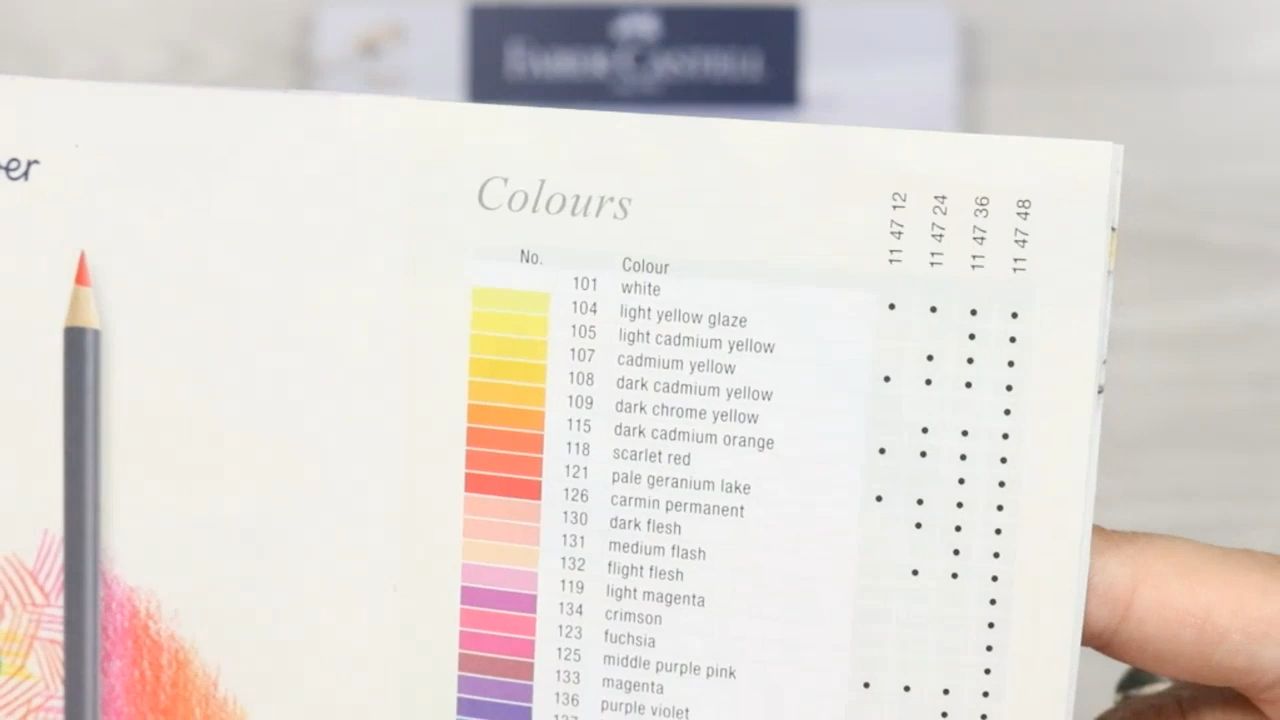 FABER-CASTELL
er
Colours
11 47 12
11 47 24
11 47 36
11 47 48
No. Colour
101 white
104 light yellow glaze
105 light cadmium yellow
107 cadmium yellow
108 dark cadmium yellow
109 dark chrome yellow
115 dark cadmium orange
118 scarlet red
121 pale geranium lake
126 carmin permanent
130 dark flesh
131 medium flash
132 flight flesh
119 light magenta
134 crimson
123 fuchsia
125 middle purple pink
133 magenta
136 purple violet